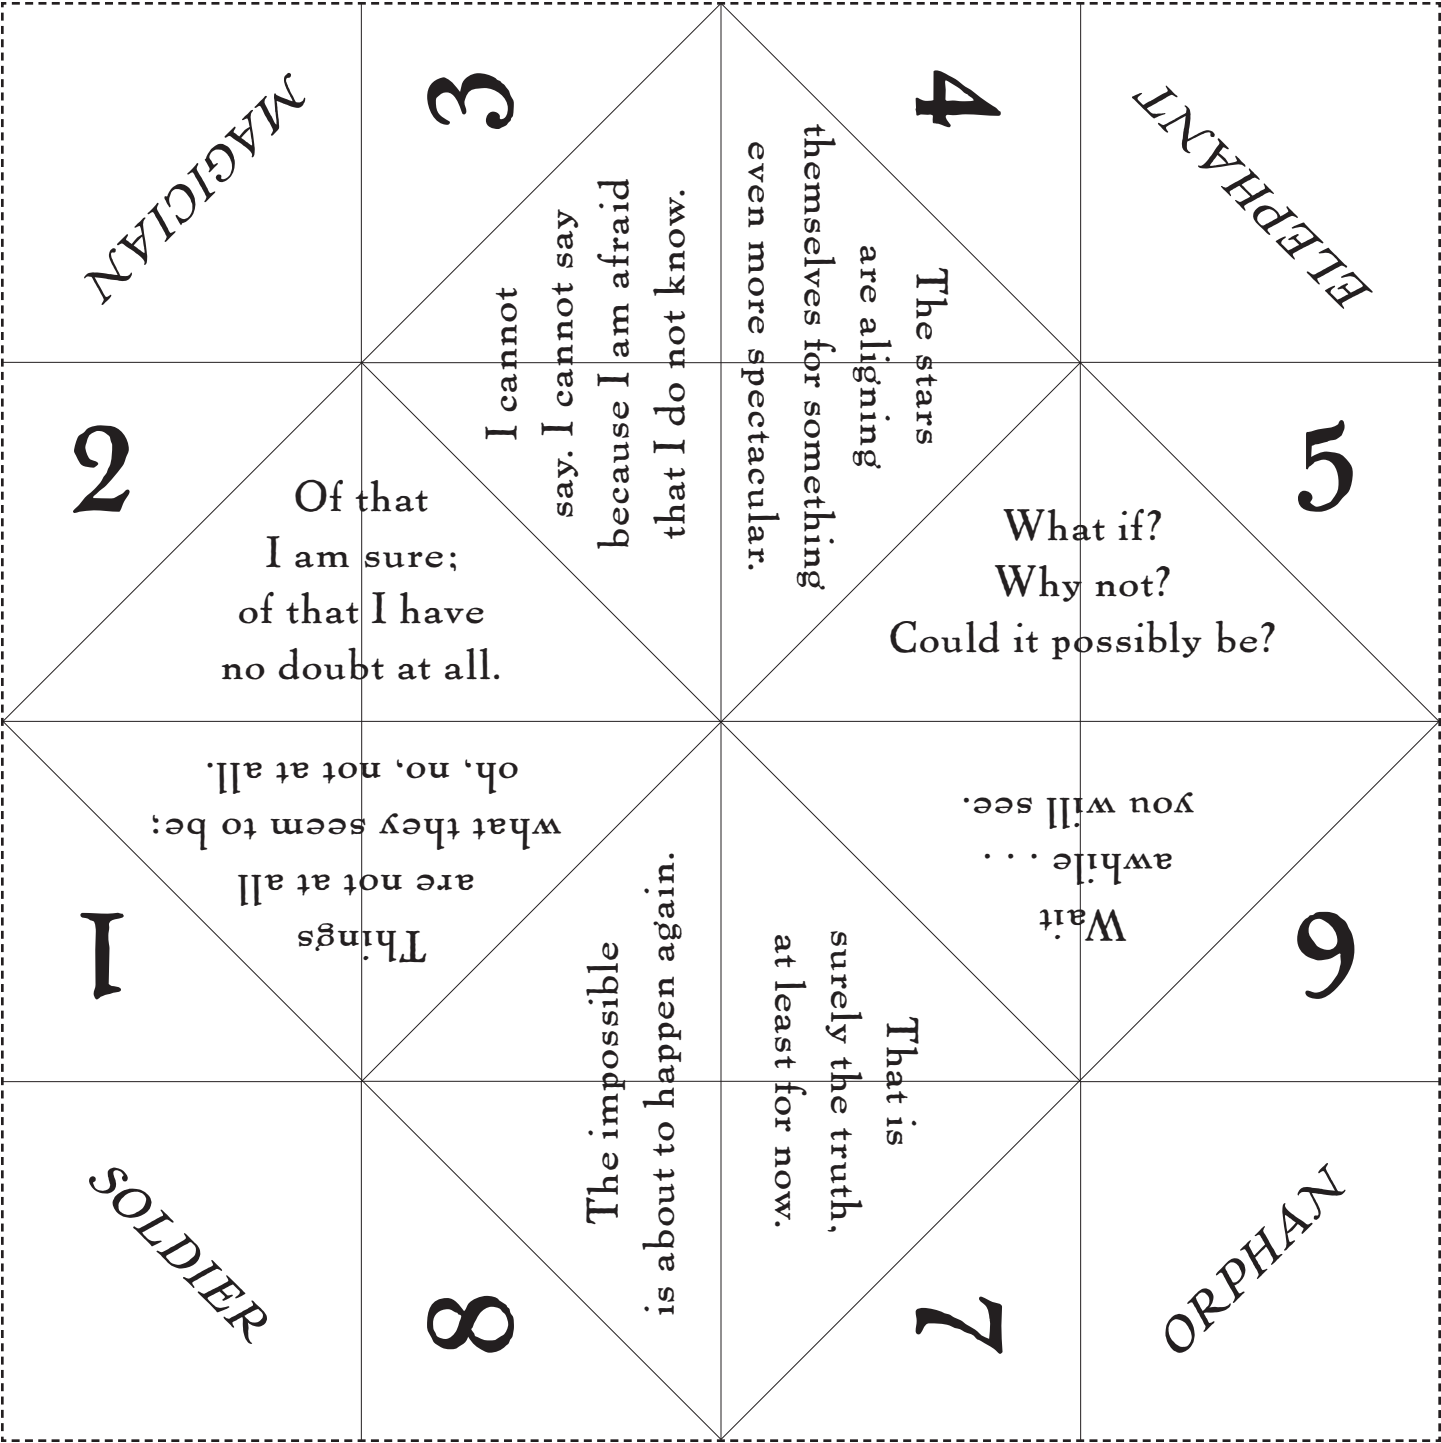 MAGICIAN
3
4
ELEPHANT
2
Of that
I am sure;
of that I have
no doubt at all.
I cannot
say. I cannot say
because I am afraid
that I do not know.
The stars
are aligning
themselves for something
even more spectacular.
5
What if?
Why not?
Could it possibly be?
1
Things
are not at all
what they seem to be;
oh, no, not at all.
The impossible
is about to happen again.
That is
surely the truth,
at least for now.
Wait
awhile . . .
you will see.
6
SOLDIER
8
7
ORPHAN